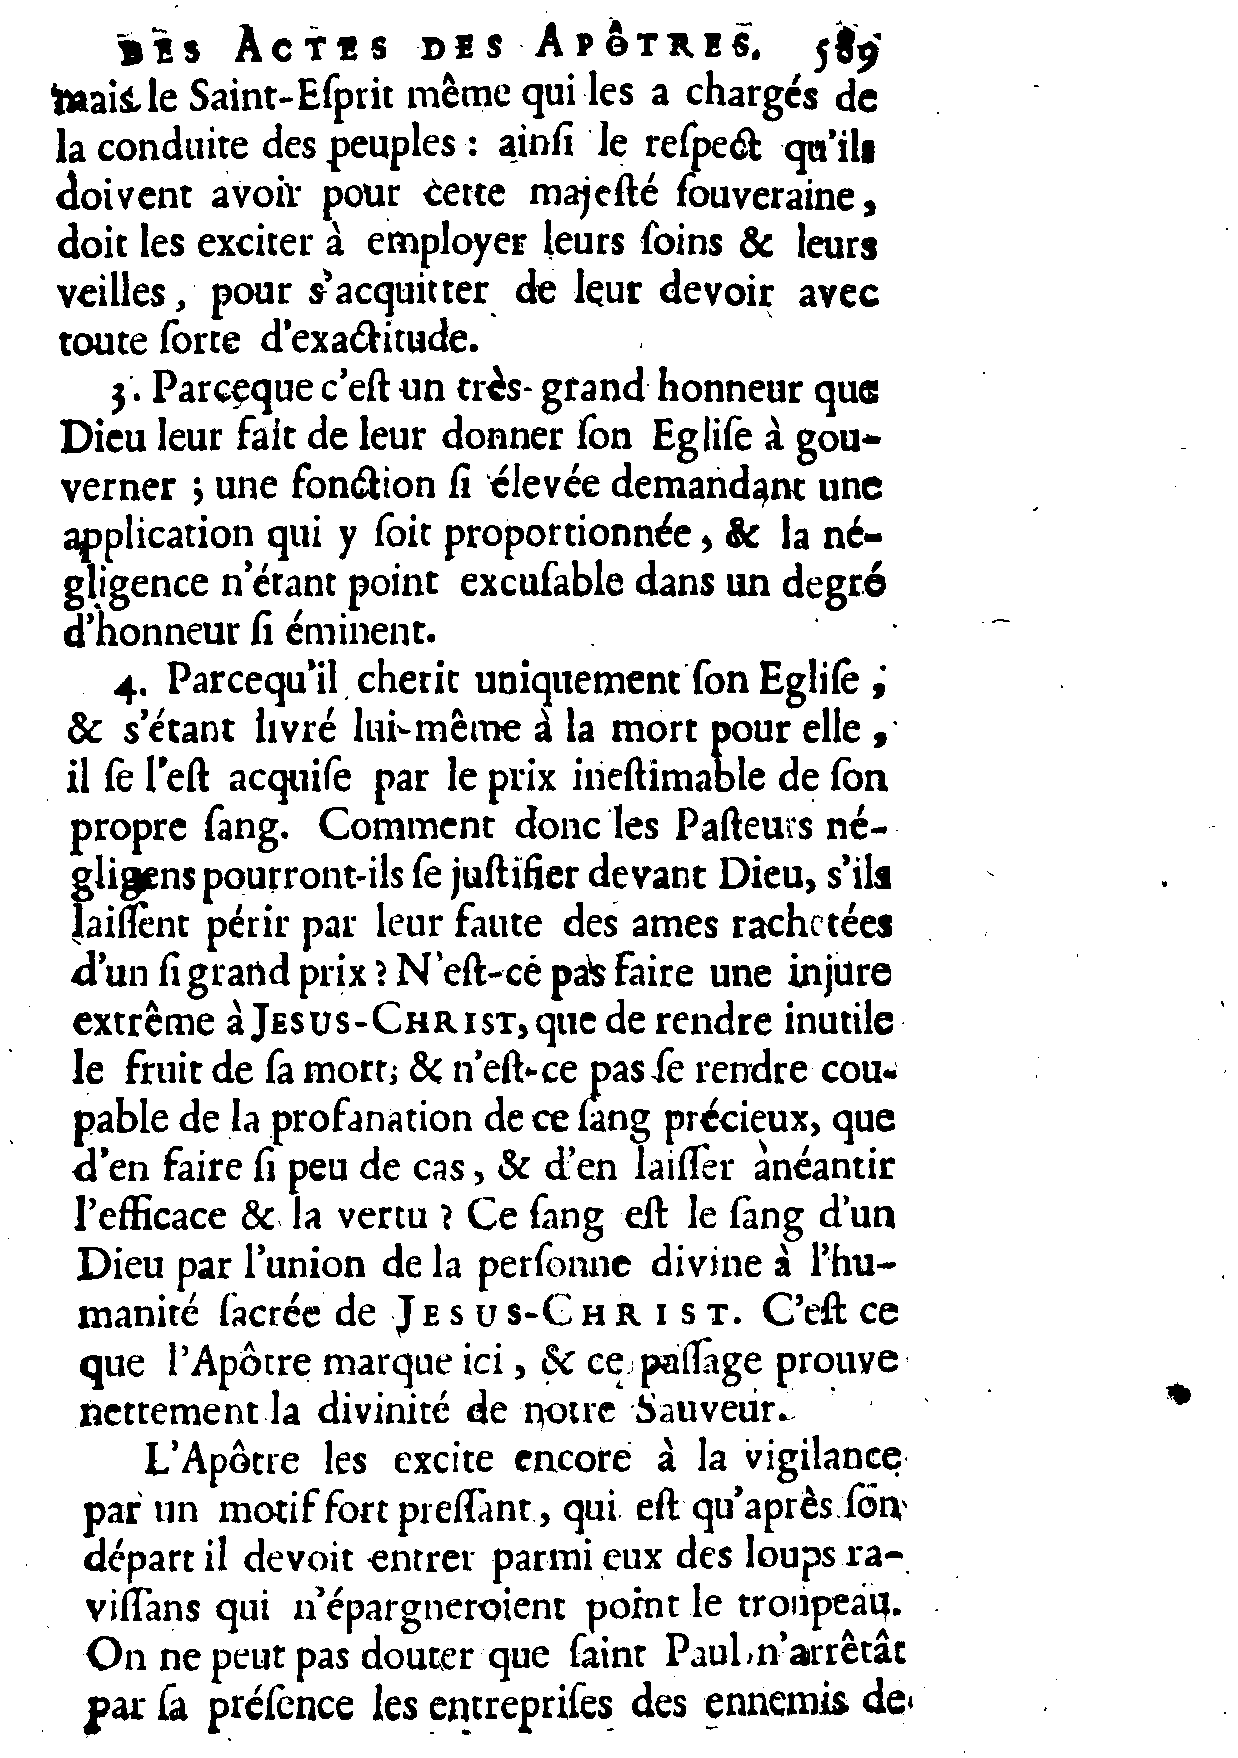 DES ACTES DES APÔTRES. 589
mais le Saint-Eſprit même qui les a chargés de
la conduite des peuples : ainſi le reſpect qu'ils
doivent avoir pour cette majeſté ſouveraine,
doit les exciter à employer leurs ſoins & leurs
veilles, pour s'acquitter de leur devoir avec
toute ſorte d'exactitude.
3. Parceque c'eſt un très-grand honneur que
Dieu leur fait de leur donner ſon Egliſe à gou-
verner ; une fonction ſi élevée demandant une
application qui y ſoit proportionnée, & la né-
gligence n'étant point excuſable dans un degré
d'honneur ſi éminent.
4. Parcequ'il cherit uniquement ſon Egliſe ;
& s'étant livré lui-même à la mort pour elle,
il ſe l'eſt acquiſe par le prix ineſtimable de ſon
propre ſang. Comment donc les Paſteurs né-
gligens pourront-ils ſe juſtifier devant Dieu, s'ils
laiſſent périr par leur faute des ames rachetées
d'un ſi grand prix ? N'eſt-ce pas faire une injure
extrême à JESUS-CHRIST, que de rendre inutile
le fruit de ſa mort; & n'eſt-ce pas ſe rendre cou-
pable de la profanation de ce ſang précieux, que
d'en faire ſi peu de cas, & d'en laiſſer anéantir
l'efficace & la vertu ? Ce ſang eſt le ſang d'un
Dieu par l'union de la perſonne divine à l'hu-
manité ſacrée de JESUS-CHRIST. C'eſt ce
que l'Apôtre marque ici, & ce paſſage prouve
nettement la divinité de notre Sauveur.
L'Apôtre les excite encore à la vigilance
par un motif fort preſſant, qui eſt qu'après ſon
départ il devoit entrer parmi eux des loups ra-
viſſans qui n'épargneroient point le troupeau.
On ne peut pas douter que ſaint Paul n'arrêtât
par ſa préſence les entrepriſes des ennemis de